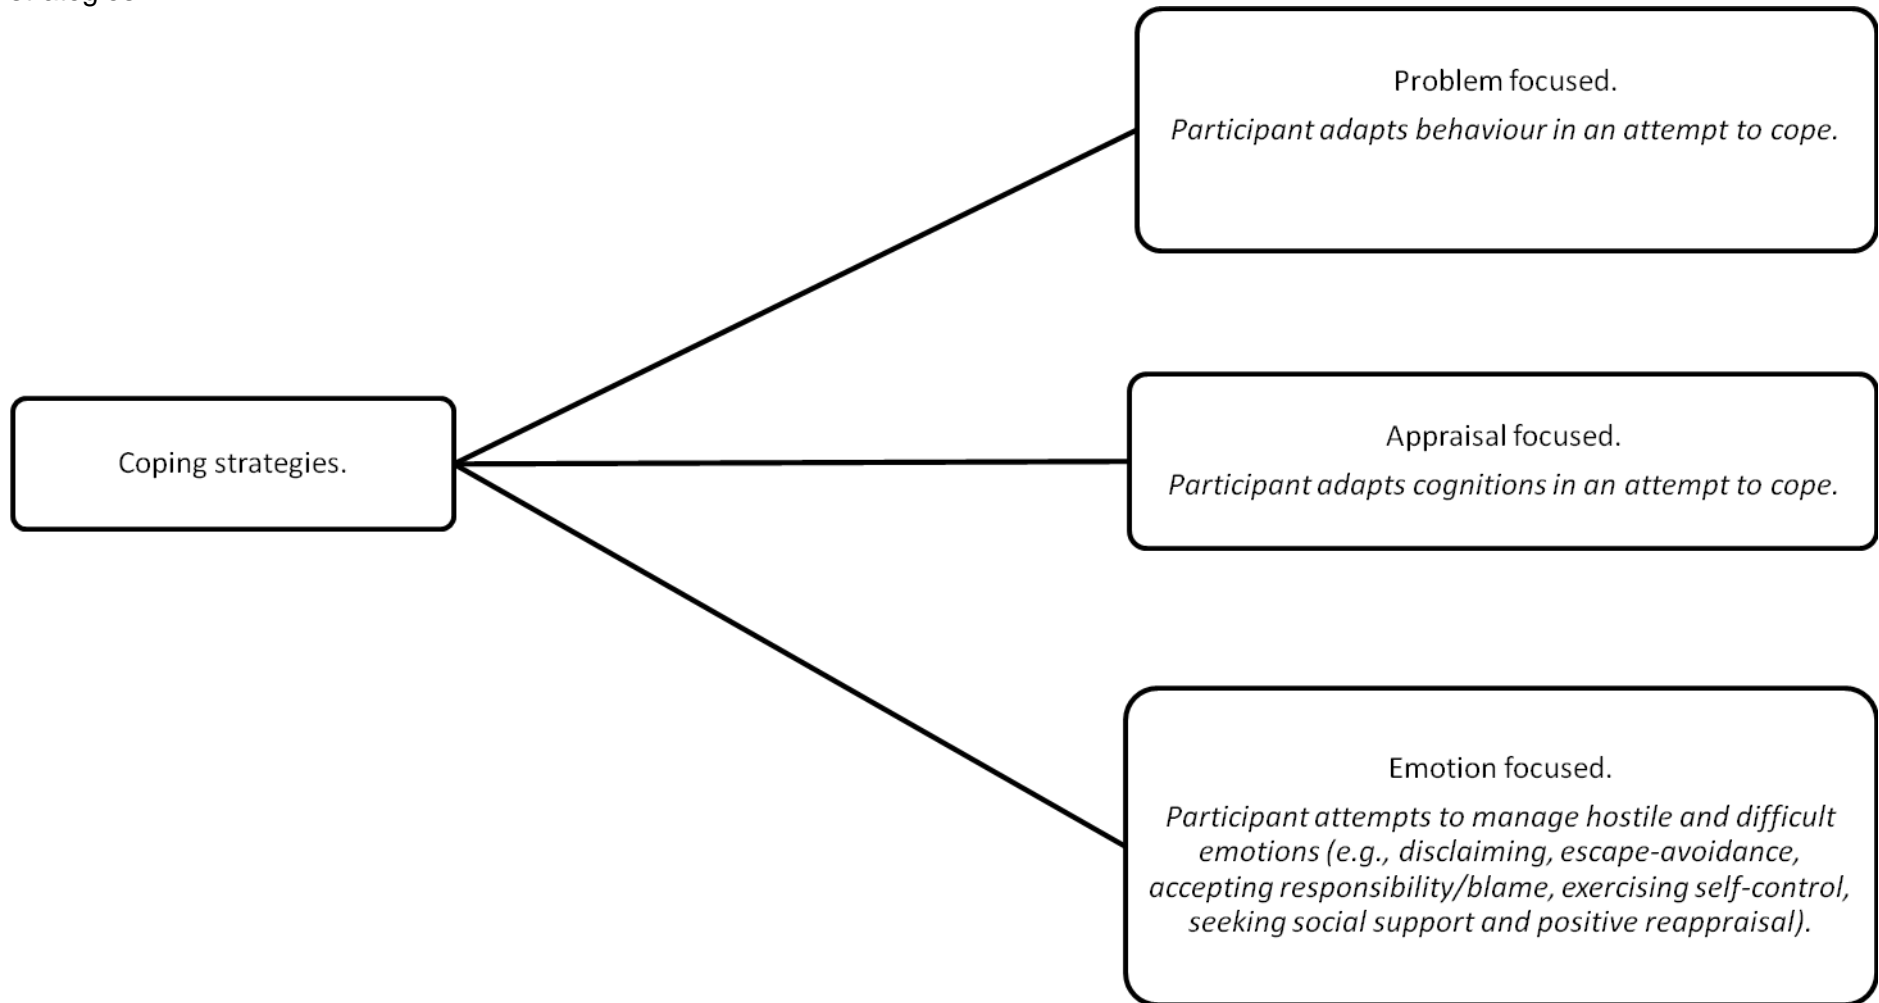 Problem focused.
Participant adapts behaviour in an attempt to cope.
Coping strategies.
Appraisal focused.
Participant adapts cognitions in an attempt to cope.
Emotion focused.
Participant attempts to manage hostile and difficult
emotions (e.g., disclaiming, escape-avoidance,
accepting responsibility/blame, exercising self-control,
seeking social support and positive reappraisal).